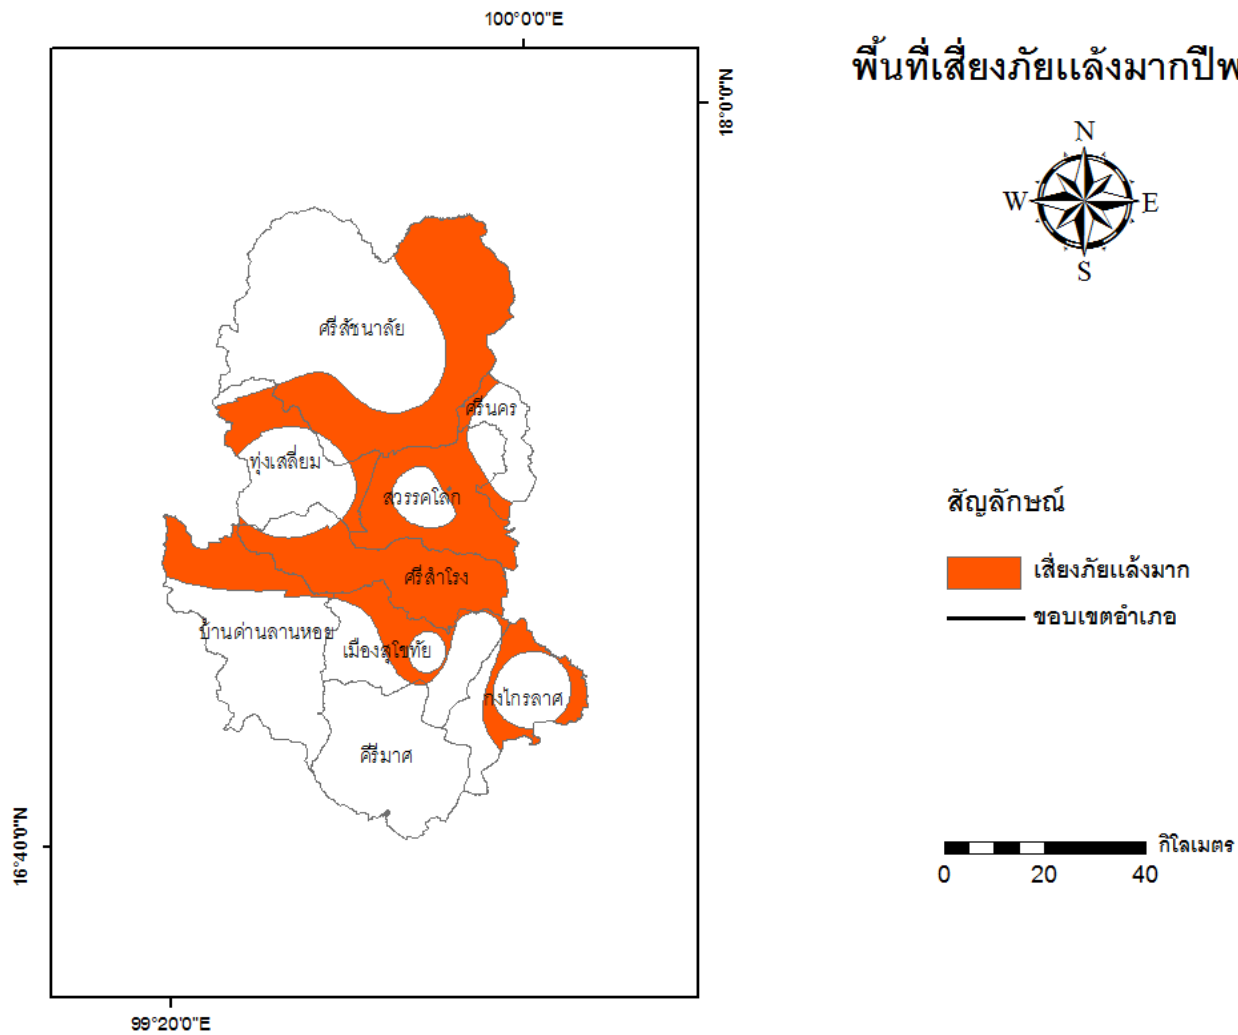 100°0'0"E
พื้นที่เสี่ยงภัยแล้งมากปีพ
18°0'0"N
N
W E
S
ศรีสัชนาลัย
ศรีนคร
ทุ่งเสลี่ยม
สวรรคโลก
สัญลักษณ์
เสี่ยงภัยแล้งมาก
ศรีสำโรง
ขอบเขตอำเภอ
บ้านด่านลานหอย
เมืองสุโขทัย
กงไกรลาศ
คีรีมาศ
16°40'0"N
กิโลเมตร
0 20 40
99°20'0"E